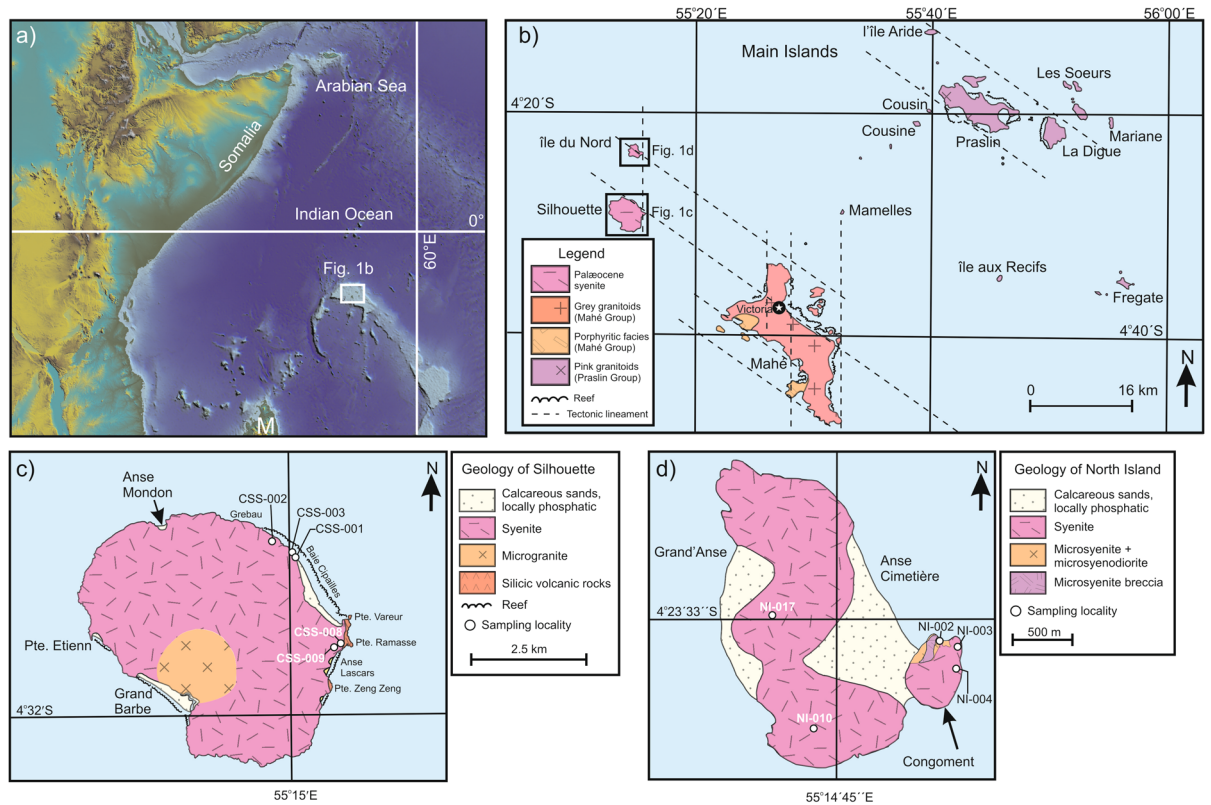 a)
Arabian Sea
Somalia
Indian Ocean
0°
60°E
Fig. 1b
M
55°20´E
55°40´E
56°00´E
b)
Main Islands
l’île Aride
Les Soeurs
4°20´S
Cousin
Cousine
Praslin
La Digue
Mariane
île du Nord
Fig. 1d
Silhouette
Fig. 1c
Mamelles
île aux Recifs
Fregate
Victoria
4°40´S
Mahé
Legend
Palæocene
syenite
Grey granitoids
(Mahé Group)
Porphyritic facies
(Mahé Group)
Pink granitoids
(Praslin Group)
Reef
Tectonic lineament
N
0
16 km
c)
N
Anse
Mondon
CSS-002
Grebau
CSS-003
CSS-001
Baie Cipailles
Pte. Vareur
CSS-008
Pte. Ramasse
CSS-009
Anse
Lascars
Pte. Zeng Zeng
Pte. Etienn
Grand
Barbe
4°32′S
55°15′E
Geology of Silhouette
Calcareous sands,
locally phosphatic
Syenite
Microgranite
Silicic volcanic rocks
Reef
Sampling locality
2.5 km
d)
N
Grand’Anse
Anse
Cimetière
4°23´33´´S
NI-017
NI-002
NI-003
NI-004
NI-010
Congoment
55°14´45´´E
Geology of North Island
Calcareous sands,
locally phosphatic
Syenite
Microsyenite +
microsyenodiorite
Microsyenite breccia
Sampling locality
500 m